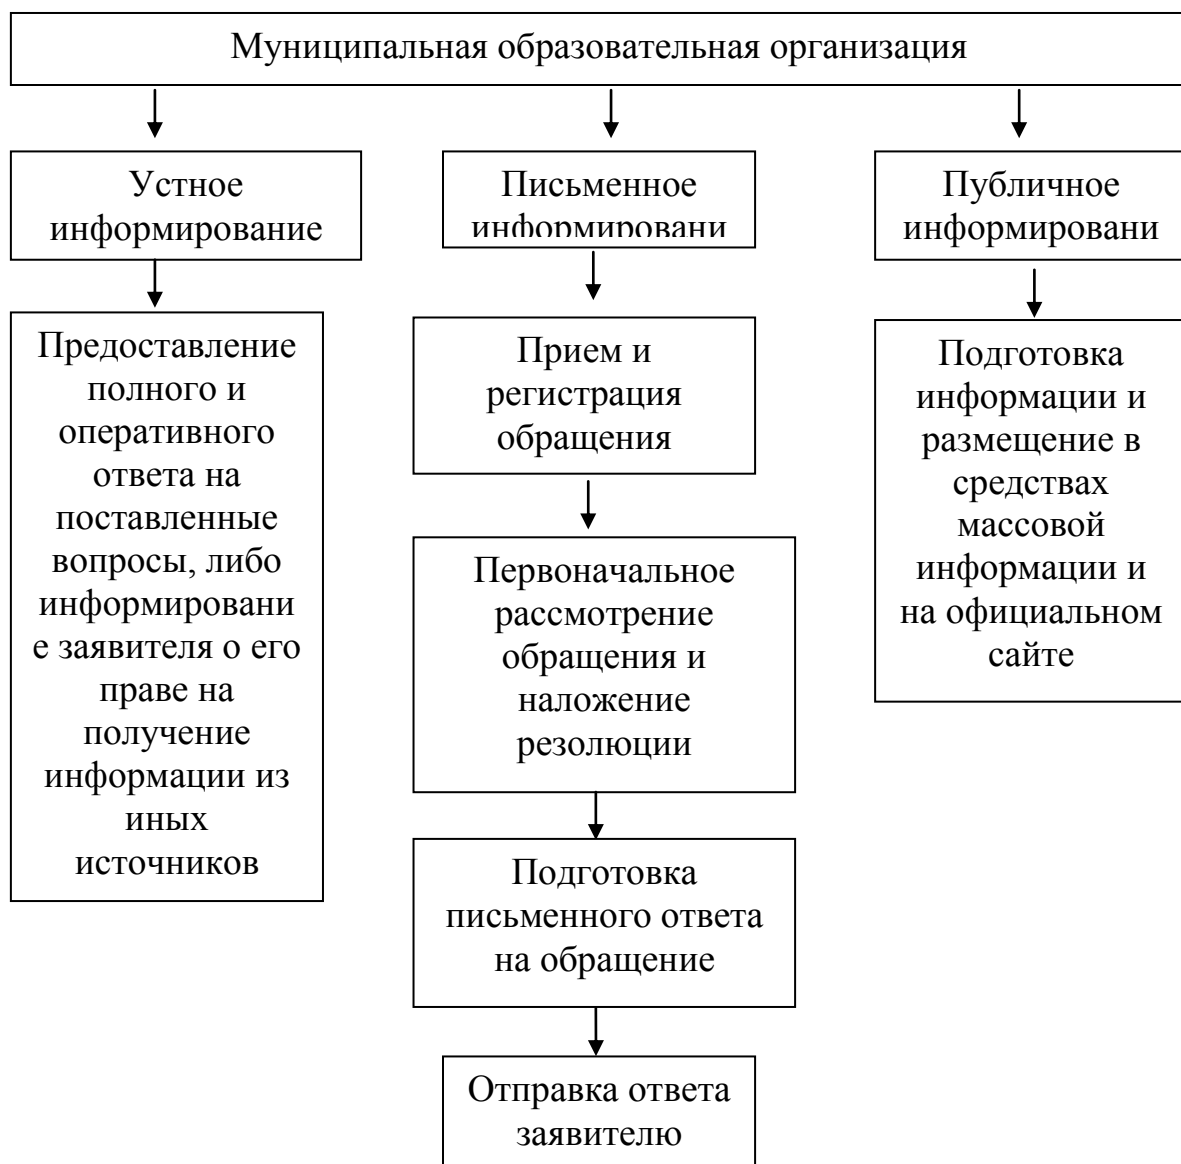 Муниципальная образовательная организация
Устное
информирование
Письменное
информировани
Публичное
информировани
Предоставление
полного и
оперативного
ответа на
поставленные
вопросы, либо
информировани
е заявителя о его
праве на
получение
информации из
иных
источников
Прием и
регистрация
обращения
Первоначальное
рассмотрение
обращения и
наложение
резолюции
Подготовка
письменного ответа
на обращение
Отправка ответа
заявителю
Подготовка
информации и
размещение в
средствах
массовой
информации и
на официальном
сайте